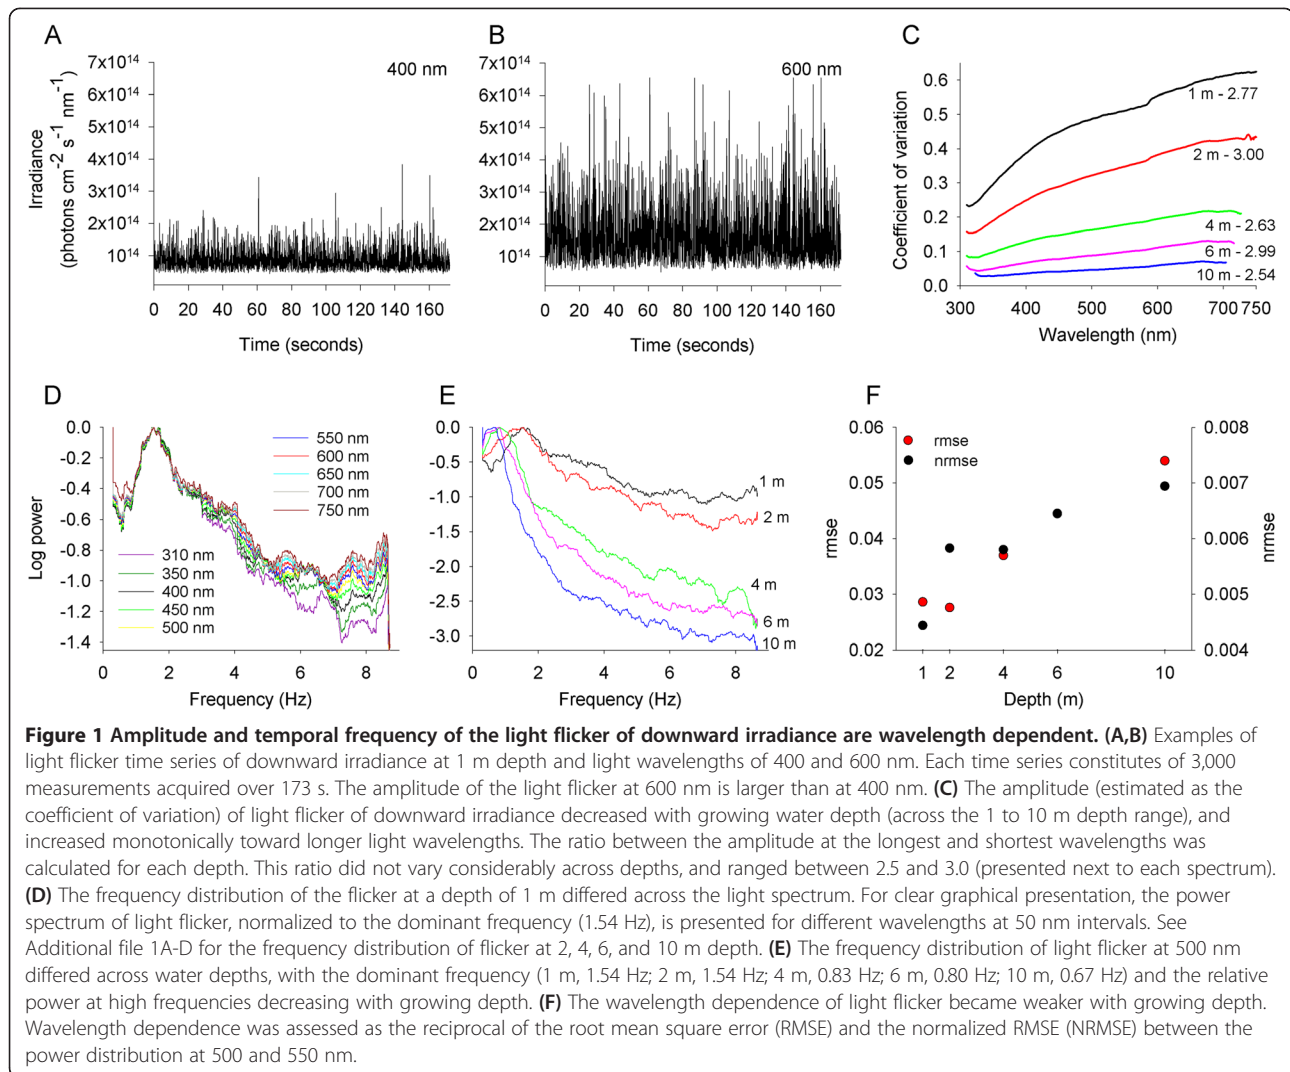 A
B
C
7x10^14
6x10^14
5x10^14
4x10^14
3x10^14
2x10^14
10^14
Irradiance
(photons cm^-2 s^-1 nm^-1)
400 nm
0 20 40 60 80 100 120 140 160
Time (seconds)
7x10^14
6x10^14
5x10^14
4x10^14
3x10^14
2x10^14
10^14
600 nm
0 20 40 60 80 100 120 140 160
Time (seconds)
Coefficient of variation
0.6
0.5
0.4
0.3
0.2
0.1
0.0
1 m - 2.77
2 m - 3.00
4 m - 2.63
6 m - 2.99
10 m - 2.54
300 400 500 600 700 750
Wavelength (nm)
D
E
F
Log power
0.0
-0.2
-0.4
-0.6
-0.8
-1.0
-1.2
-1.4
550 nm
600 nm
650 nm
700 nm
750 nm
310 nm
350 nm
400 nm
450 nm
500 nm
0 2 4 6 8
Frequency (Hz)
0.0
-0.5
-1.0
-1.5
-2.0
-2.5
-3.0
1 m
2 m
4 m
6 m
10 m
0 2 4 6 8
Frequency (Hz)
rmse
0.06
0.05
0.04
0.03
0.02
rmse
nrmse
0.008
0.007
0.006
0.005
0.004
nrmse
1 2 4 6 10
Depth (m)
Figure 1 Amplitude and temporal frequency of the light flicker of downward irradiance are wavelength dependent. (A,B) Examples of
light flicker time series of downward irradiance at 1 m depth and light wavelengths of 400 and 600 nm. Each time series constitutes of 3,000
measurements acquired over 173 s. The amplitude of the light flicker at 600 nm is larger than at 400 nm. (C) The amplitude (estimated as the
coefficient of variation) of light flicker of downward irradiance decreased with growing water depth (across the 1 to 10 m depth range), and
increased monotonically toward longer light wavelengths. The ratio between the amplitude at the longest and shortest wavelengths was
calculated for each depth. This ratio did not vary considerably across depths, and ranged between 2.5 and 3.0 (presented next to each spectrum).
(D) The frequency distribution of the flicker at a depth of 1 m differed across the light spectrum. For clear graphical presentation, the power
spectrum of light flicker, normalized to the dominant frequency (1.54 Hz), is presented for different wavelengths at 50 nm intervals. See
Additional file 1A-D for the frequency distribution of flicker at 2, 4, 6, and 10 m depth. (E) The frequency distribution of light flicker at 500 nm
differed across water depths, with the dominant frequency (1 m, 1.54 Hz; 2 m, 1.54 Hz; 4 m, 0.83 Hz; 6 m, 0.80 Hz; 10 m, 0.67 Hz) and the relative
power at high frequencies decreasing with growing depth. (F) The wavelength dependence of light flicker became weaker with growing depth.
Wavelength dependence was assessed as the reciprocal of the root mean square error (RMSE) and the normalized RMSE (NRMSE) between the
power distribution at 500 and 550 nm.